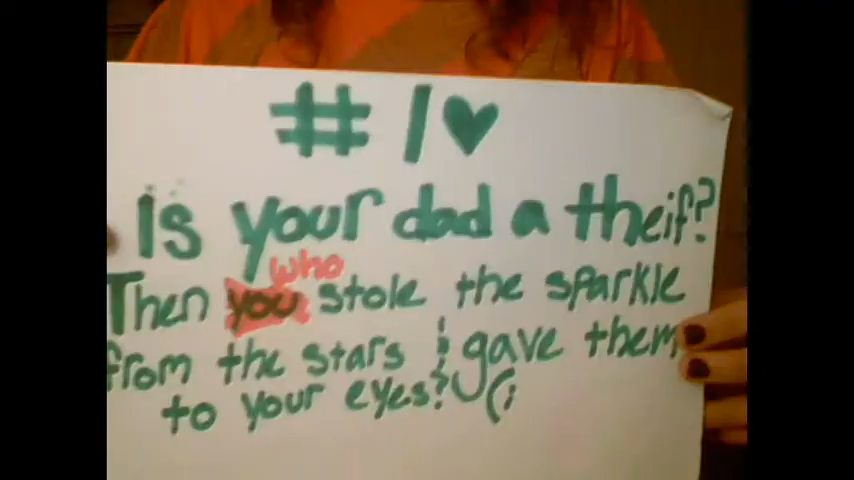 # 1 ♥
Is your dad a theif?
who
Then you stole the sparkle
from the stars & gave them
to your eyes? (;